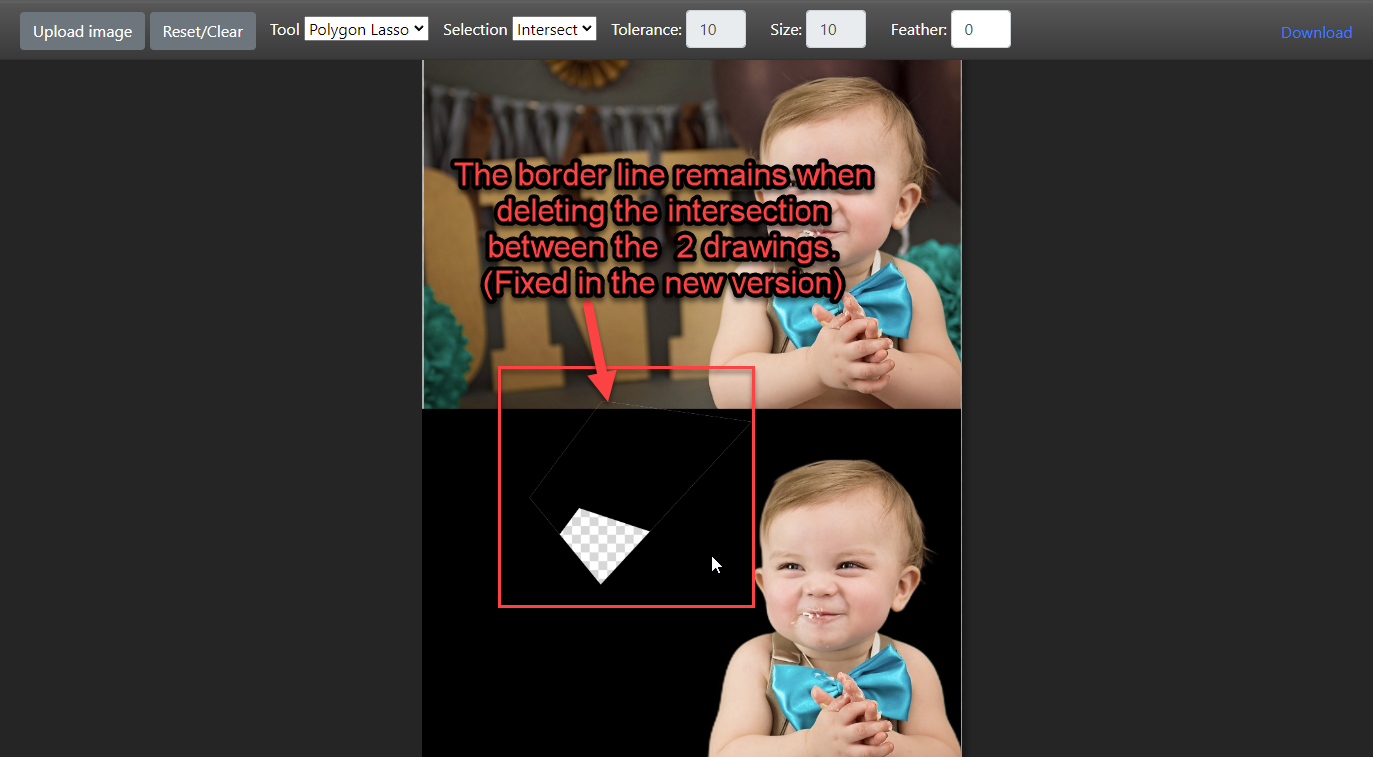 Upload image Reset/Clear Tool Polygon Lasso Selection Intersect Tolerance: 10 Size: 10 Feather: 0 Download
The border line remains when
deleting the intersection
between the 2 drawings.
(Fixed in the new version)